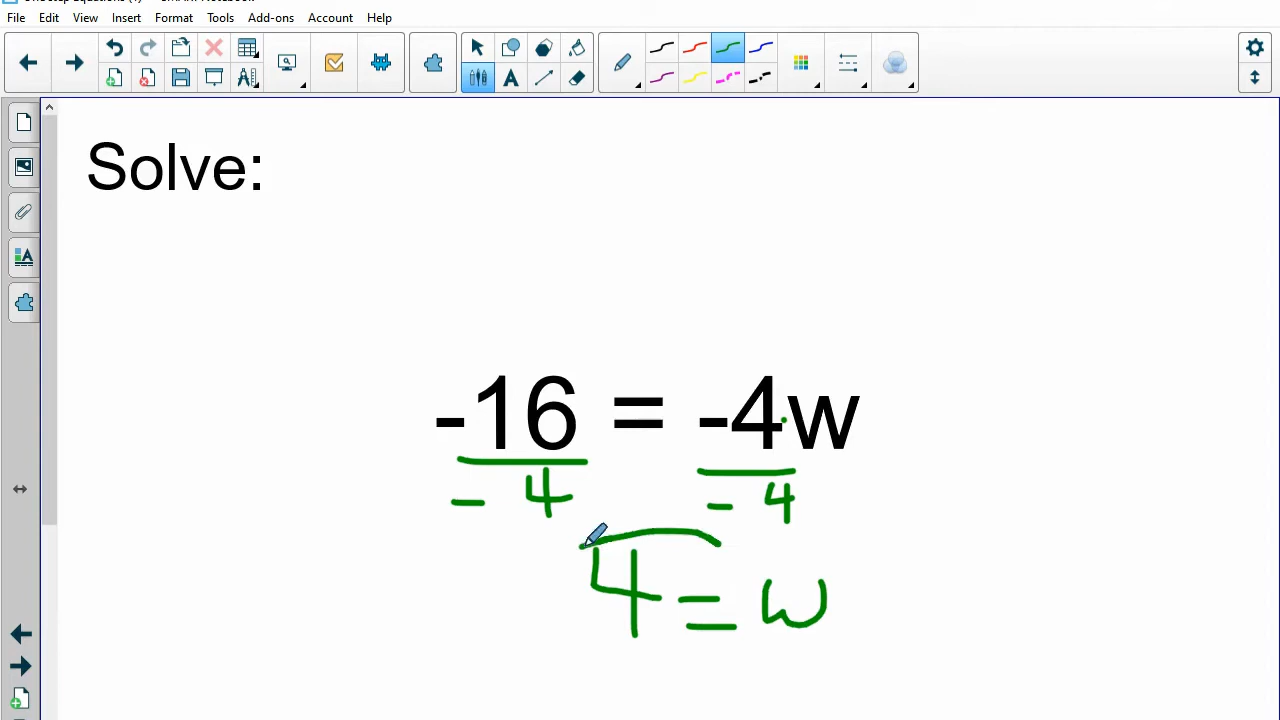 File Edit View Insert Format Tools Add-ons Account Help
Solve:
-16 = -4w
-4 -4
4 = w